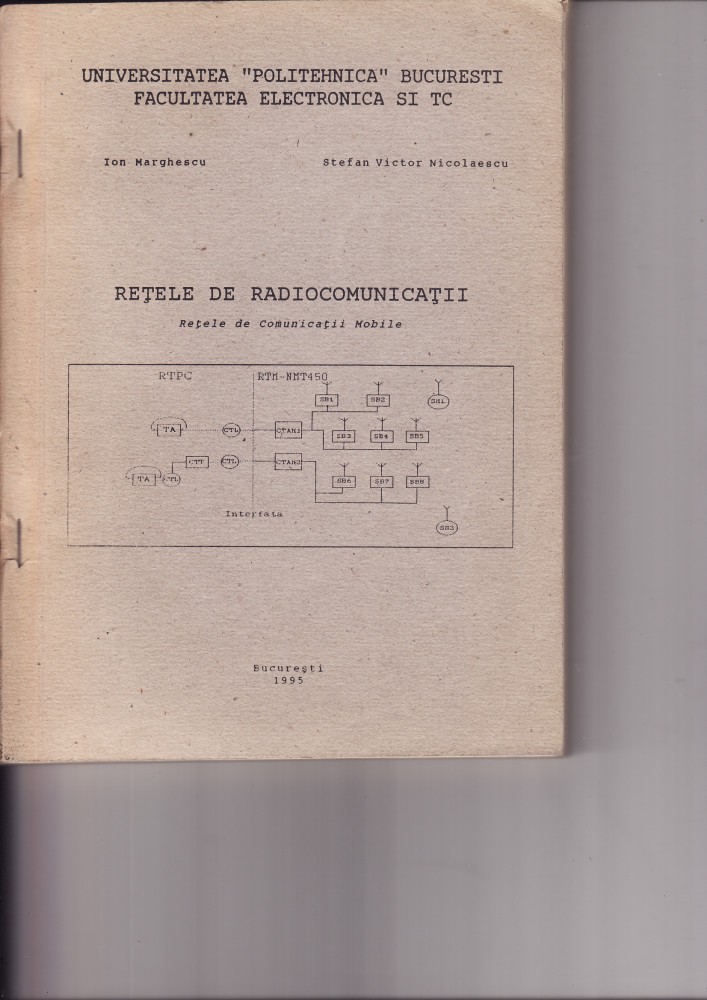 UNIVERSITATEA "POLITEHNICA" BUCURESTI
FACULTATEA ELECTRONICA SI TC
Ion Marghescu Stefan Victor Nicolaescu
REŢELE DE RADIOCOMUNICAŢII
Reţele de Comunicaţii Mobile
RTPC RTM-NMT450
SB1 SB2 SM1
TA CTL CTAM1
SB3 SB4 SB5
CTT CTL CTAM2
TA CTL SB6 SB7 SB8
Interfata
Bucureşti
1995